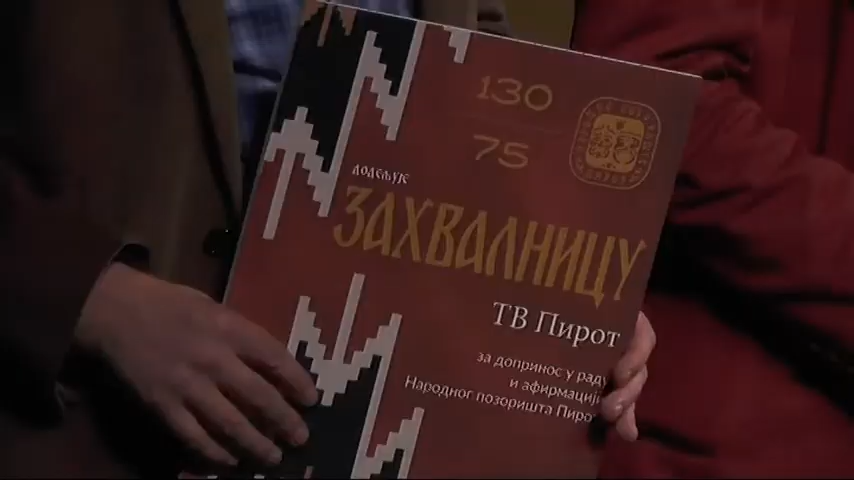 130
75
додељује
ЗАХВАЛНИЦУ
ТВ Пирот
за допринос у раду
и афирмацији
Народног позоришта Пирот